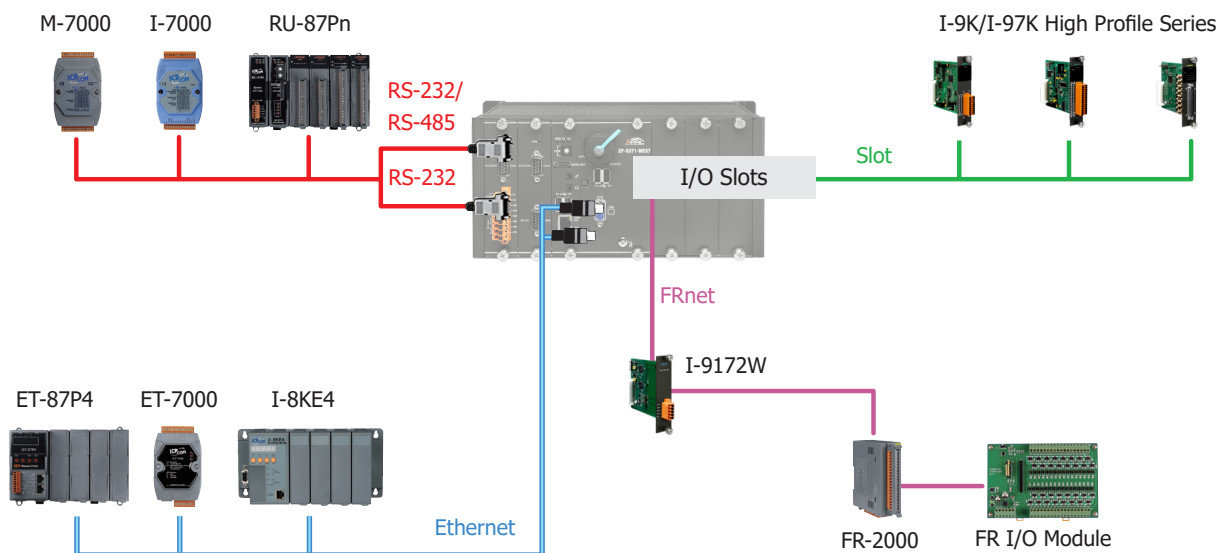 M-7000
I-7000
RU-87Pn
I-9K/I-97K High Profile Series
RS-232/
RS-485
RS-232
I/O Slots
Slot
FRnet
I-9172W
ET-87P4
ET-7000
I-8KE4
I-8KE4
Ethernet
FR-2000
FR I/O Module